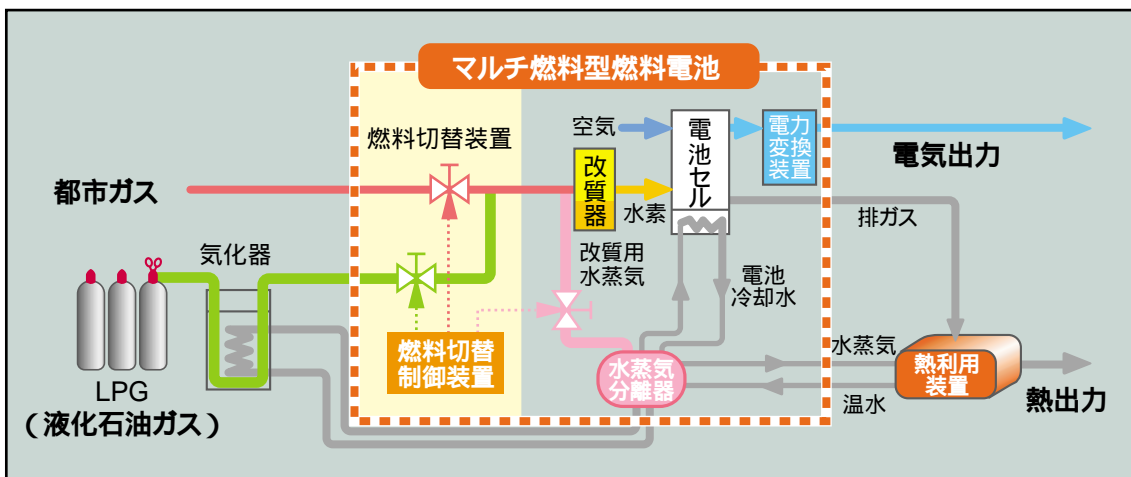 マルチ燃料型燃料電池
燃料切替装置
空気
電池セル
電力
変換
装置
電気出力
都市ガス
改質器
水素
排ガス
気化器
改質用
水蒸気
電池
冷却水
燃料切替
制御装置
水蒸気
分離器
水蒸気
熱利用
装置
温水
熱出力
LPG
(液化石油ガス)